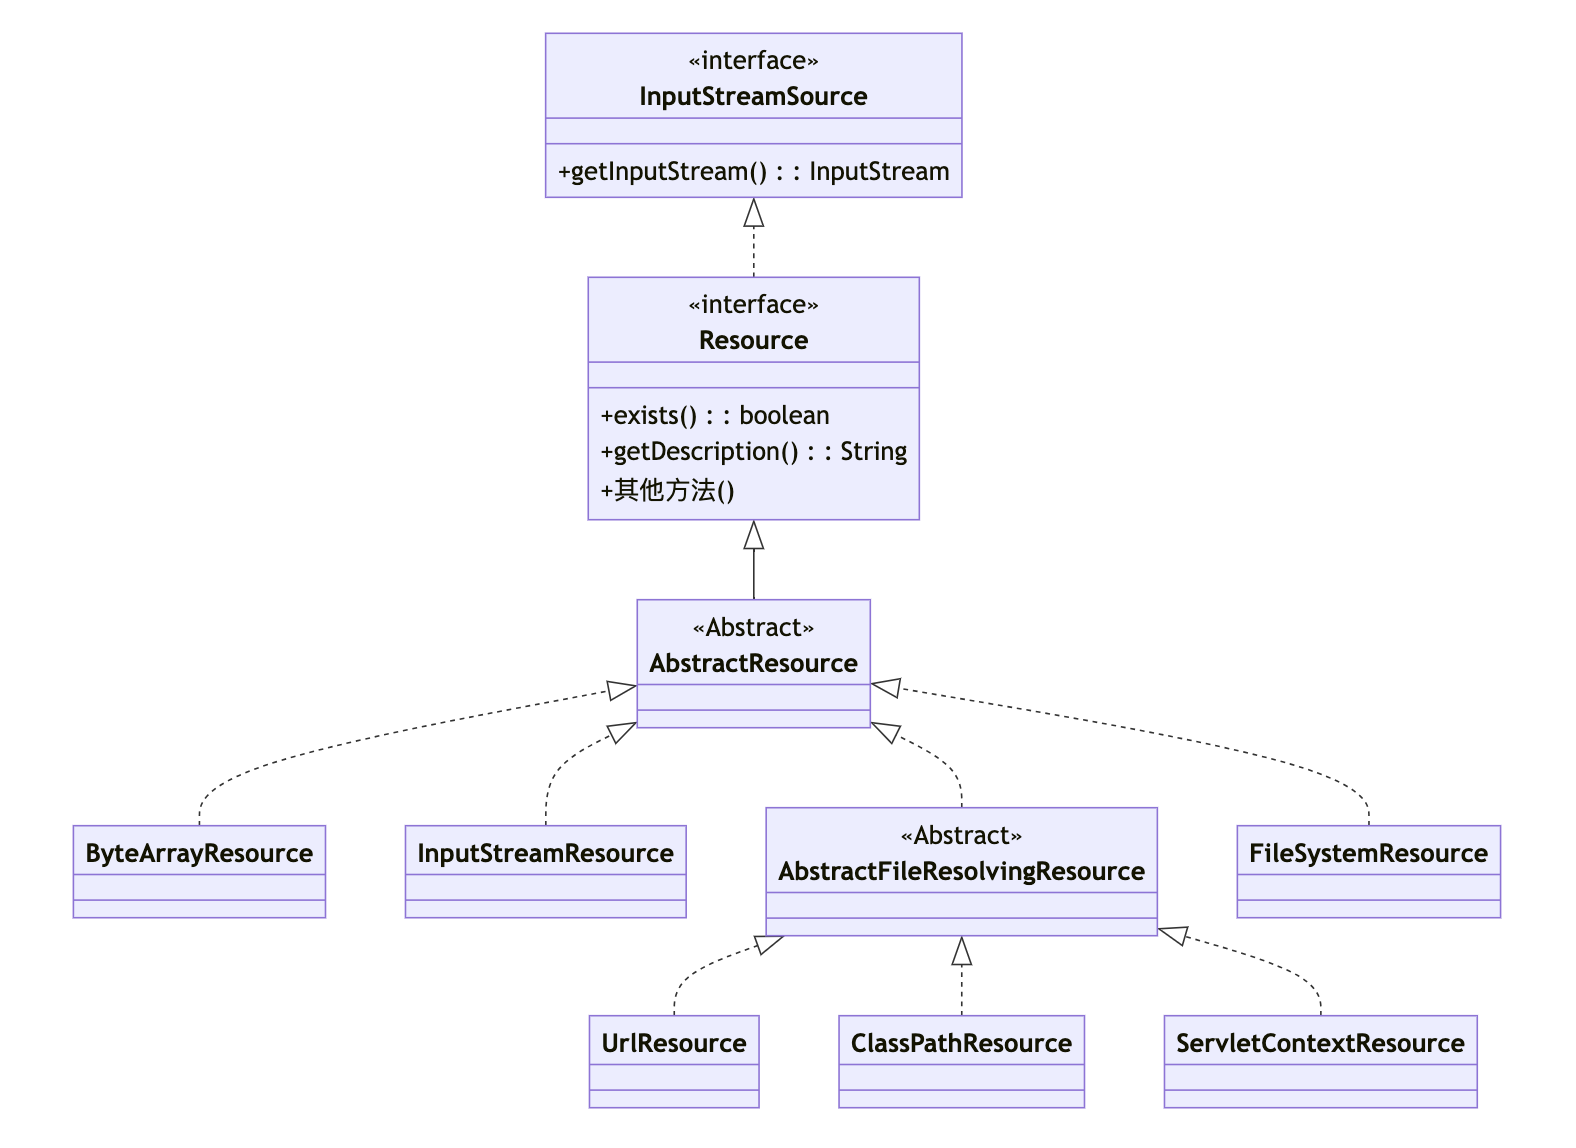 «interface»
InputStreamSource
+getInputStream() : : InputStream
«interface»
Resource
+exists() : : boolean
+getDescription() : : String
+其他方法()
«Abstract»
AbstractResource
ByteArrayResource
InputStreamResource
«Abstract»
AbstractFileResolvingResource
FileSystemResource
UrlResource
ClassPathResource
ServletContextResource